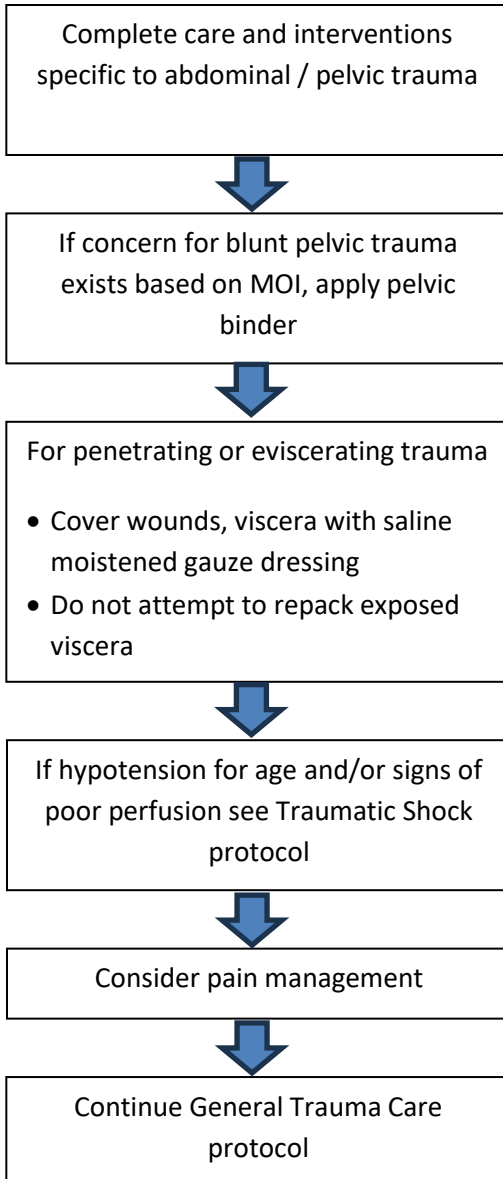 Complete care and interventions
specific to abdominal / pelvic trauma
If concern for blunt pelvic trauma
exists based on MOI, apply pelvic
binder
For penetrating or eviscerating trauma
• Cover wounds, viscera with saline
moistened gauze dressing
• Do not attempt to repack exposed
viscera
If hypotension for age and/or signs of
poor perfusion see Traumatic Shock
protocol
Consider pain management
Continue General Trauma Care
protocol